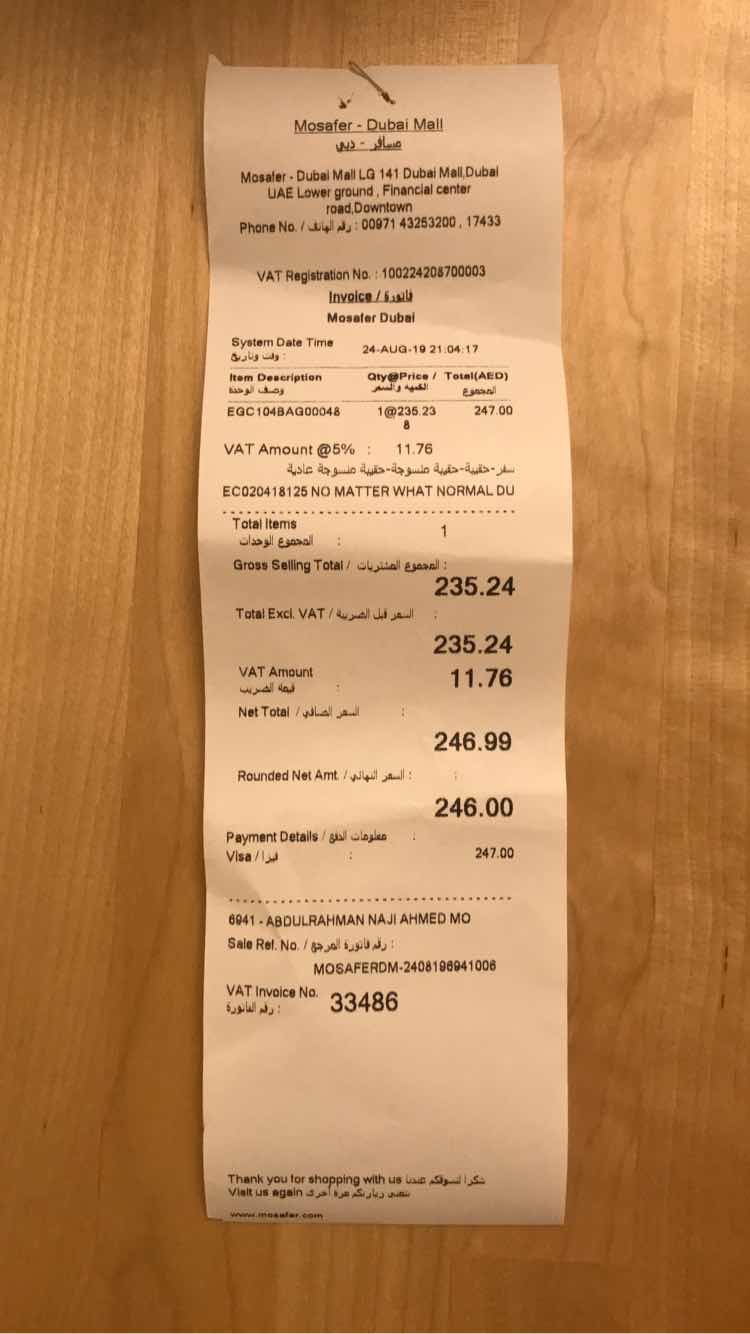 Mosafer - Dubai Mall
مسافر - دبي
Mosafer - Dubai Mall LG 141 Dubai Mall,Dubai
UAE Lower ground , Financial center
road,Downtown
Phone No. / رقم الهاتف : 00971 43253200 , 17433
VAT Registration No. : 100224208700003
Invoice / فاتورة
Mosafer Dubai
System Date Time
وقت وتاريخ :
24-AUG-19 21:04:17
Item Description Qty@Price / Total(AED)
وصف الوحدة الكميه والسعر المجموع
EGC104BAG00048 1@235.23 247.00
8
VAT Amount @5% : 11.76
سفر-حقيبة-حقيبة منسوجة-حقيبة منسوجة عادية
EC020418125 NO MATTER WHAT NORMAL DU
Total Items 1
المجموع الوحدات :
Gross Selling Total / المجموع المشتريات :
235.24
Total Excl. VAT / السعر قبل الضريبة :
235.24
VAT Amount 11.76
قيمة الضريب :
Net Total / السعر الصافي :
246.99
Rounded Net Amt. / السعر النهائي : :
246.00
Payment Details / معلومات الدفع :
Visa / فيزا : 247.00
6941 - ABDULRAHMAN NAJI AHMED MO
Sale Ref. No. / رقم فاتورة المرجع :
MOSAFERDM-2408196941006
VAT Invoice No. 33486
رقم الفاتورة :
Thank you for shopping with us شكرا لتسوقكم عندنا
Visit us again نتمنى زيارتكم مرة أخرى
www.mosafer.com